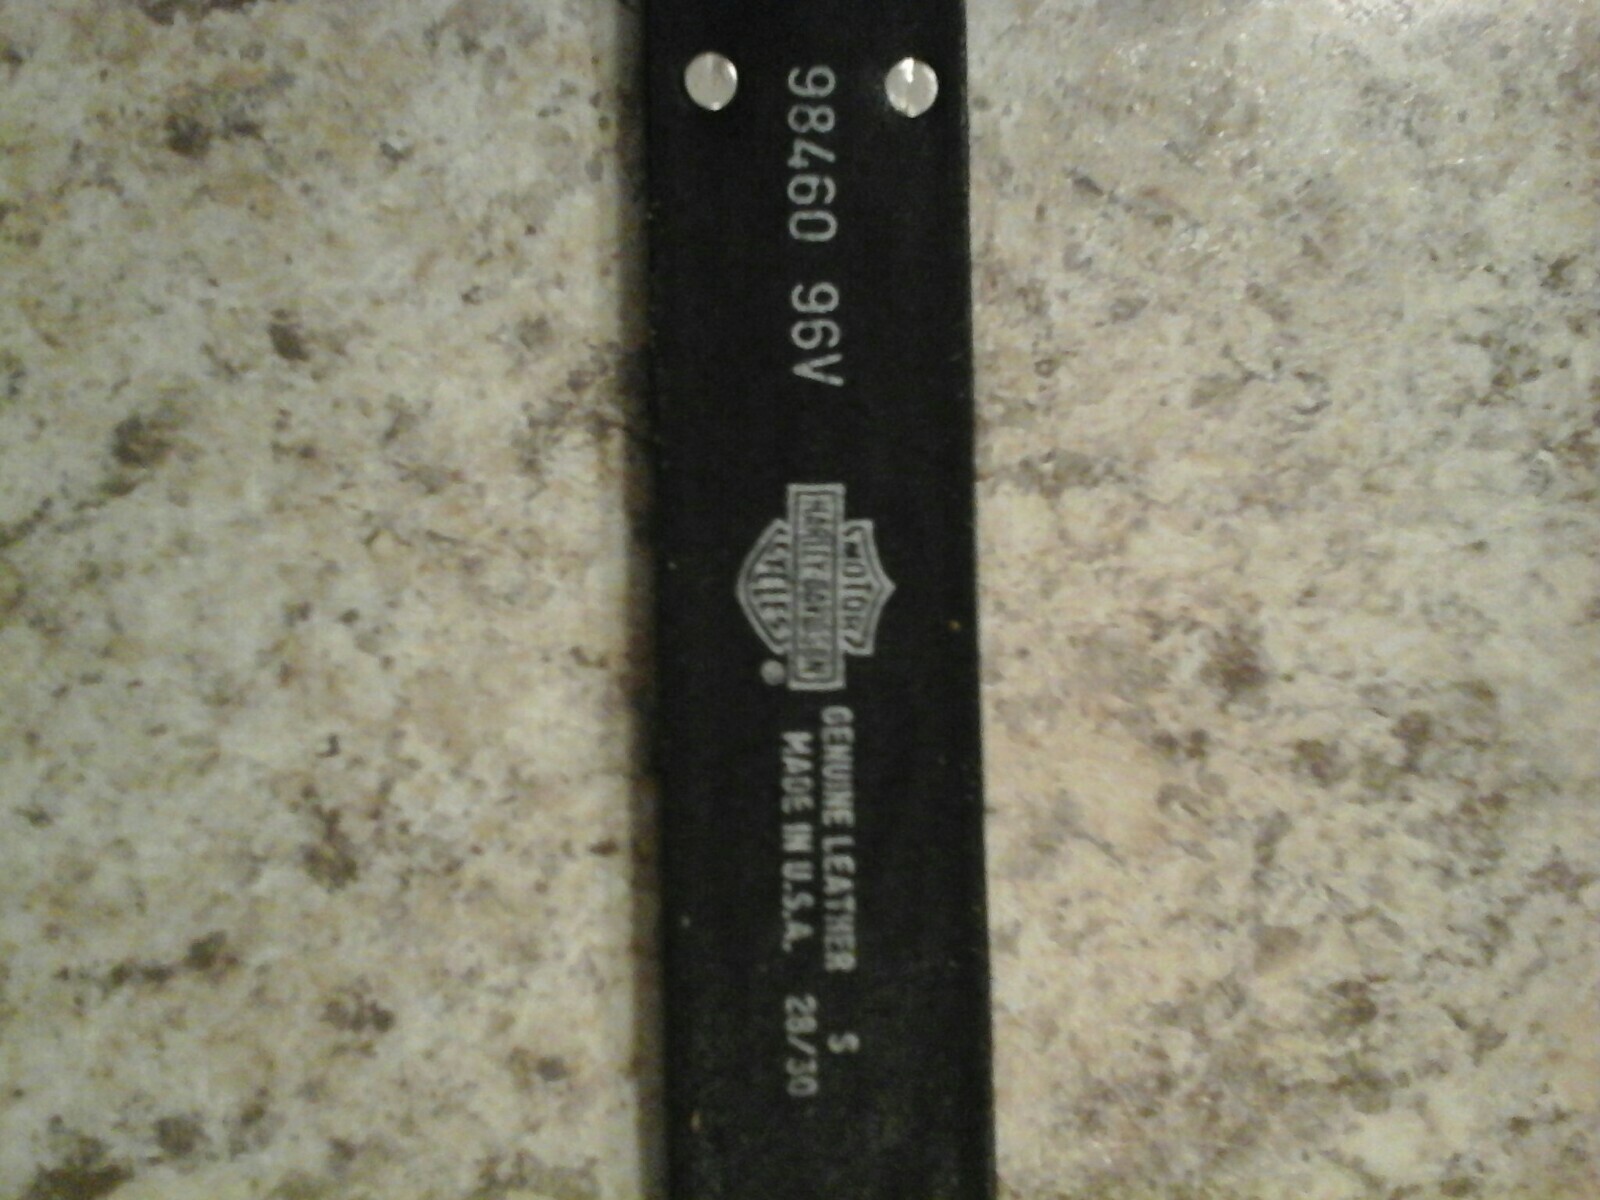 98460 96V
MOTOR
HARLEY-DAVIDSON
CYCLES
GENUINE LEATHER S
MADE IN U.S.A. 28/30